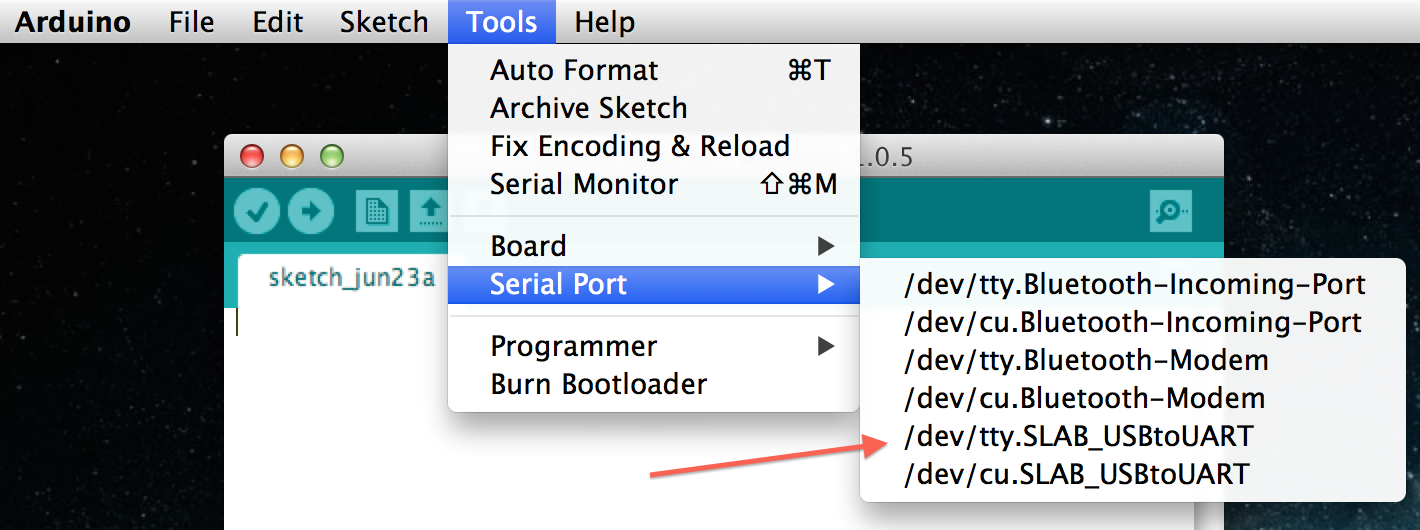 Arduino File Edit Sketch Tools Help
Auto Format ⌘T
Archive Sketch
Fix Encoding & Reload
1.0.5
Serial Monitor ⇧⌘M
Board ▶
sketch_jun23a
Serial Port ▶
/dev/tty.Bluetooth-Incoming-Port
/dev/cu.Bluetooth-Incoming-Port
Programmer ▶
/dev/tty.Bluetooth-Modem
Burn Bootloader
/dev/cu.Bluetooth-Modem
/dev/tty.SLAB_USBtoUART
/dev/cu.SLAB_USBtoUART